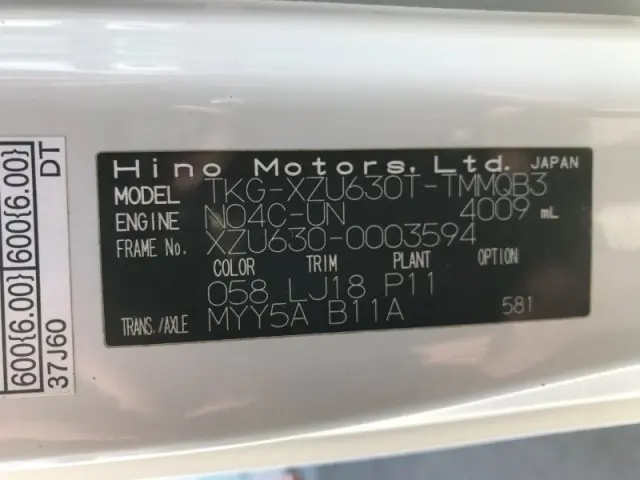 Hino Motors, Ltd. JAPAN
MODEL TKG-XZU630T-TMMQB3
ENGINE N04C-UN 4009 mL
FRAME No. XZU630-0003594
COLOR TRIM PLANT OPTION
058 LJ18 P11
TRANS./AXLE MYY5A B11A 581
600{6.00} 600{6.00}
37J60 DT